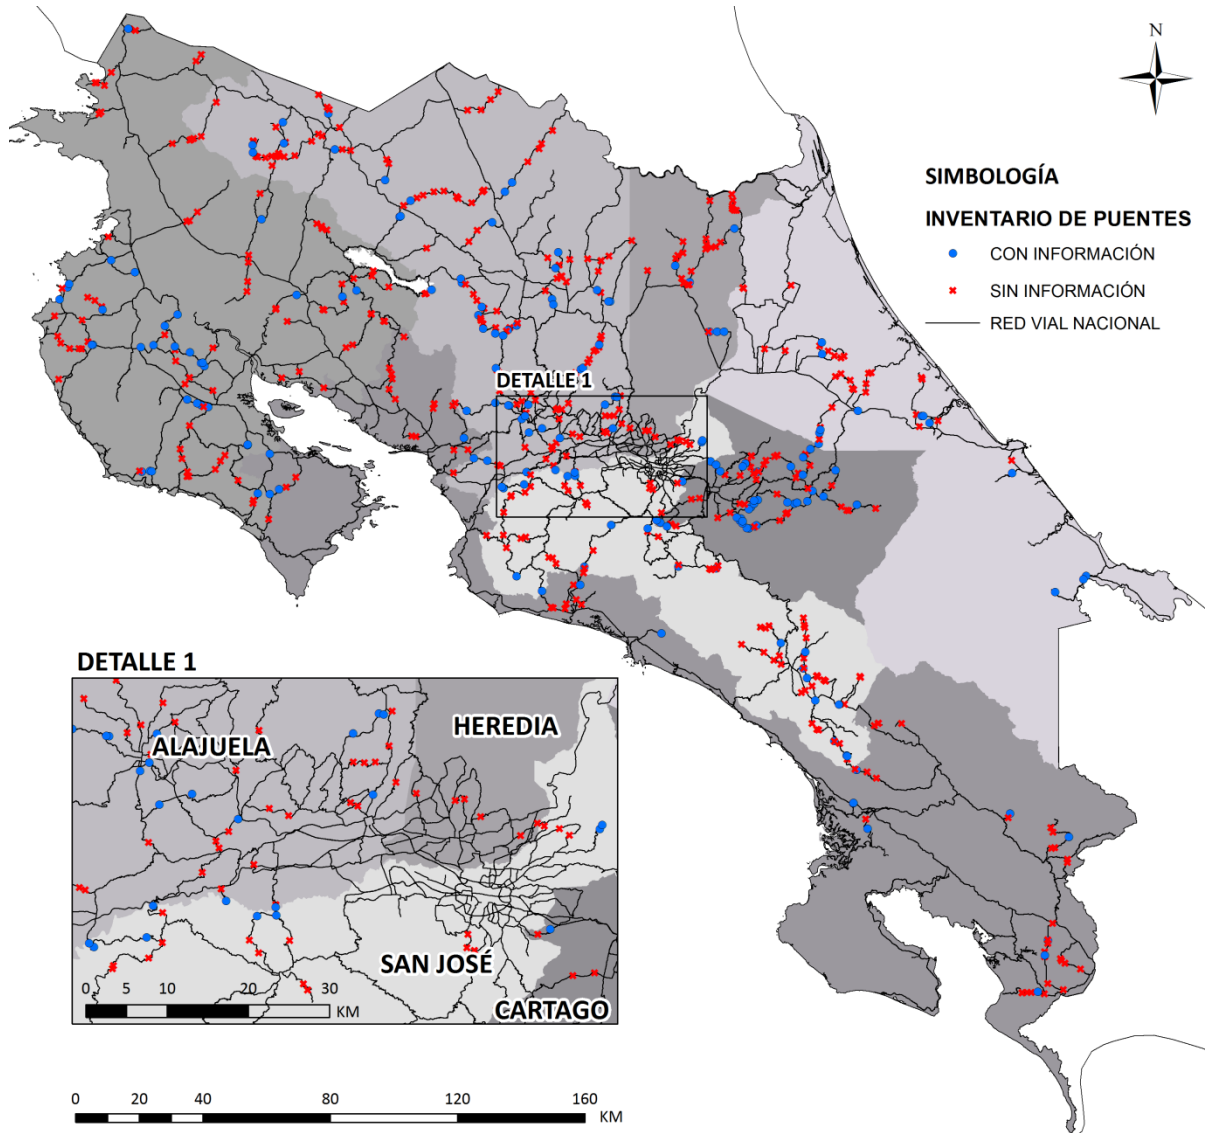 N
SIMBOLOGÍA
INVENTARIO DE PUENTES
CON INFORMACIÓN
SIN INFORMACIÓN
RED VIAL NACIONAL
DETALLE 1
DETALLE 1
HEREDIA
ALAJUELA
SAN JOSÉ
CARTAGO
0 5 10 20 30
KM
0 20 40 80 120 160
KM